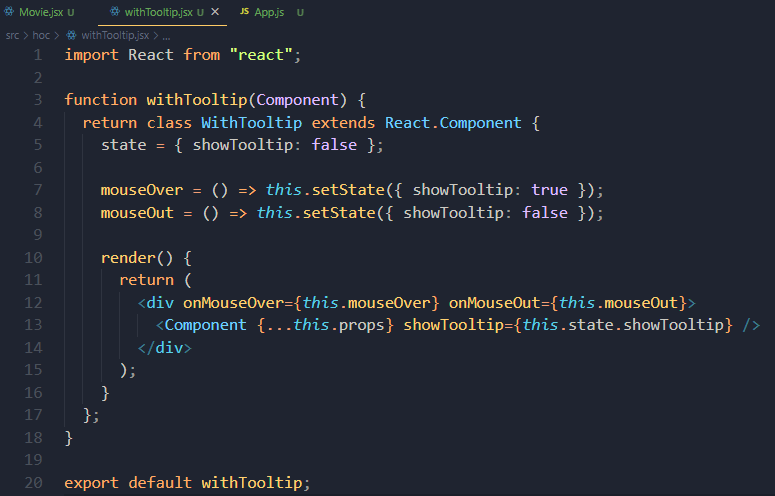 Movie.jsx U withTooltip.jsx U × JS App.js U
src > hoc > withTooltip.jsx > ...
1 import React from "react";
2
3 function withTooltip(Component) {
4   return class WithTooltip extends React.Component {
5     state = { showTooltip: false };
6
7     mouseOver = () => this.setState({ showTooltip: true });
8     mouseOut = () => this.setState({ showTooltip: false });
9
10     render() {
11       return (
12         <div onMouseOver={this.mouseOver} onMouseOut={this.mouseOut}>
13           <Component {...this.props} showTooltip={this.state.showTooltip} />
14         </div>
15       );
16     }
17   };
18 }
19
20 export default withTooltip;